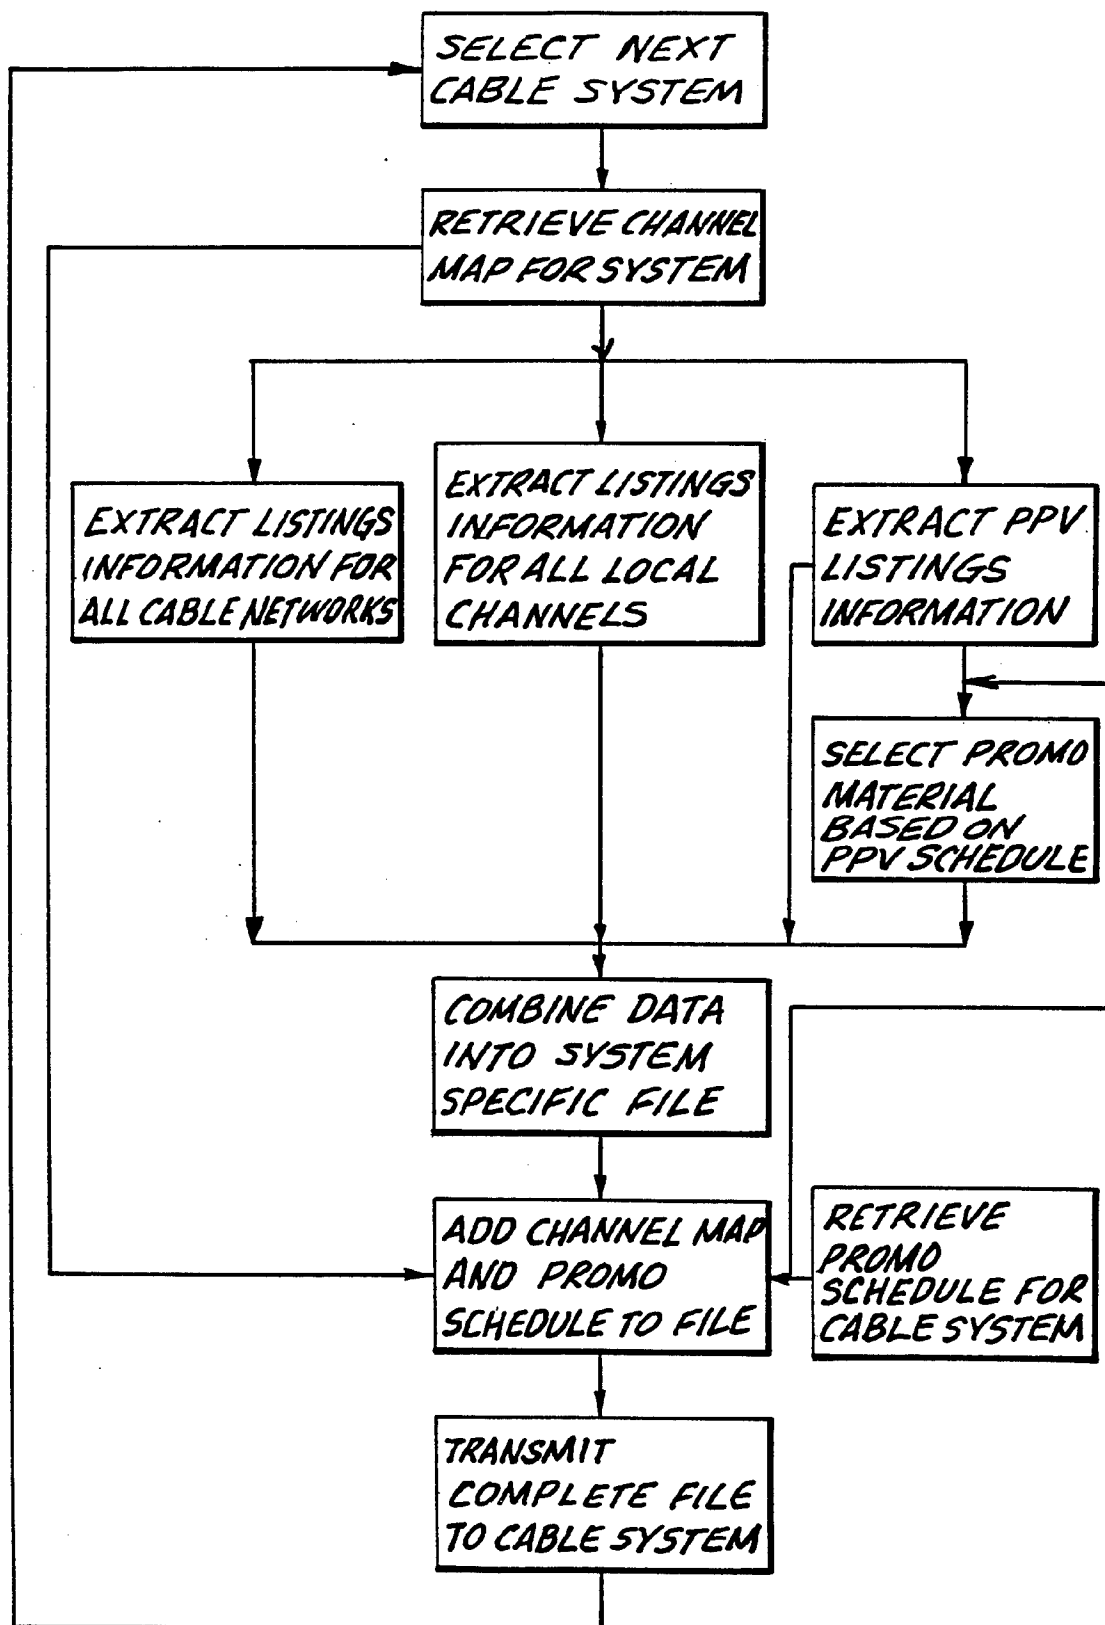 SELECT NEXT
CABLE SYSTEM
RETRIEVE CHANNEL
MAP FOR SYSTEM
EXTRACT LISTINGS
INFORMATION FOR
ALL CABLE NETWORKS
EXTRACT LISTINGS
INFORMATION
FOR ALL LOCAL
CHANNELS
EXTRACT PPV
LISTINGS
INFORMATION
SELECT PROMO
MATERIAL
BASED ON
PPV SCHEDULE
COMBINE DATA
INTO SYSTEM
SPECIFIC FILE
ADD CHANNEL MAP
AND PROMO
SCHEDULE TO FILE
RETRIEVE
PROMO
SCHEDULE FOR
CABLE SYSTEM
TRANSMIT
COMPLETE FILE
TO CABLE SYSTEM